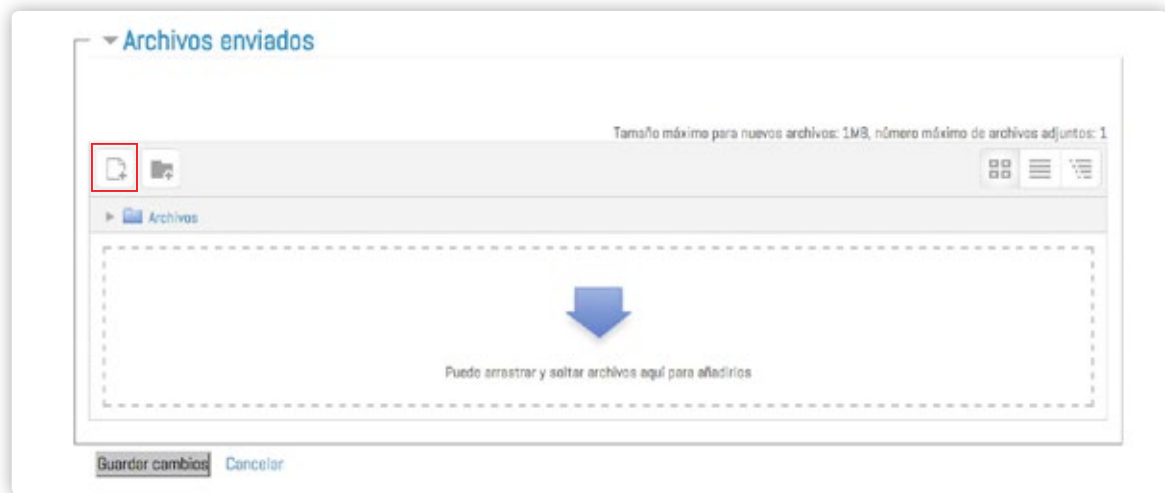 Archivos enviados
Tamaño máximo para nuevos archivos: 1MB, número máximo de archivos adjuntos: 1
Archivos
Puede arrastrar y soltar archivos aquí para añadirlos
Guardar cambios Cancelar